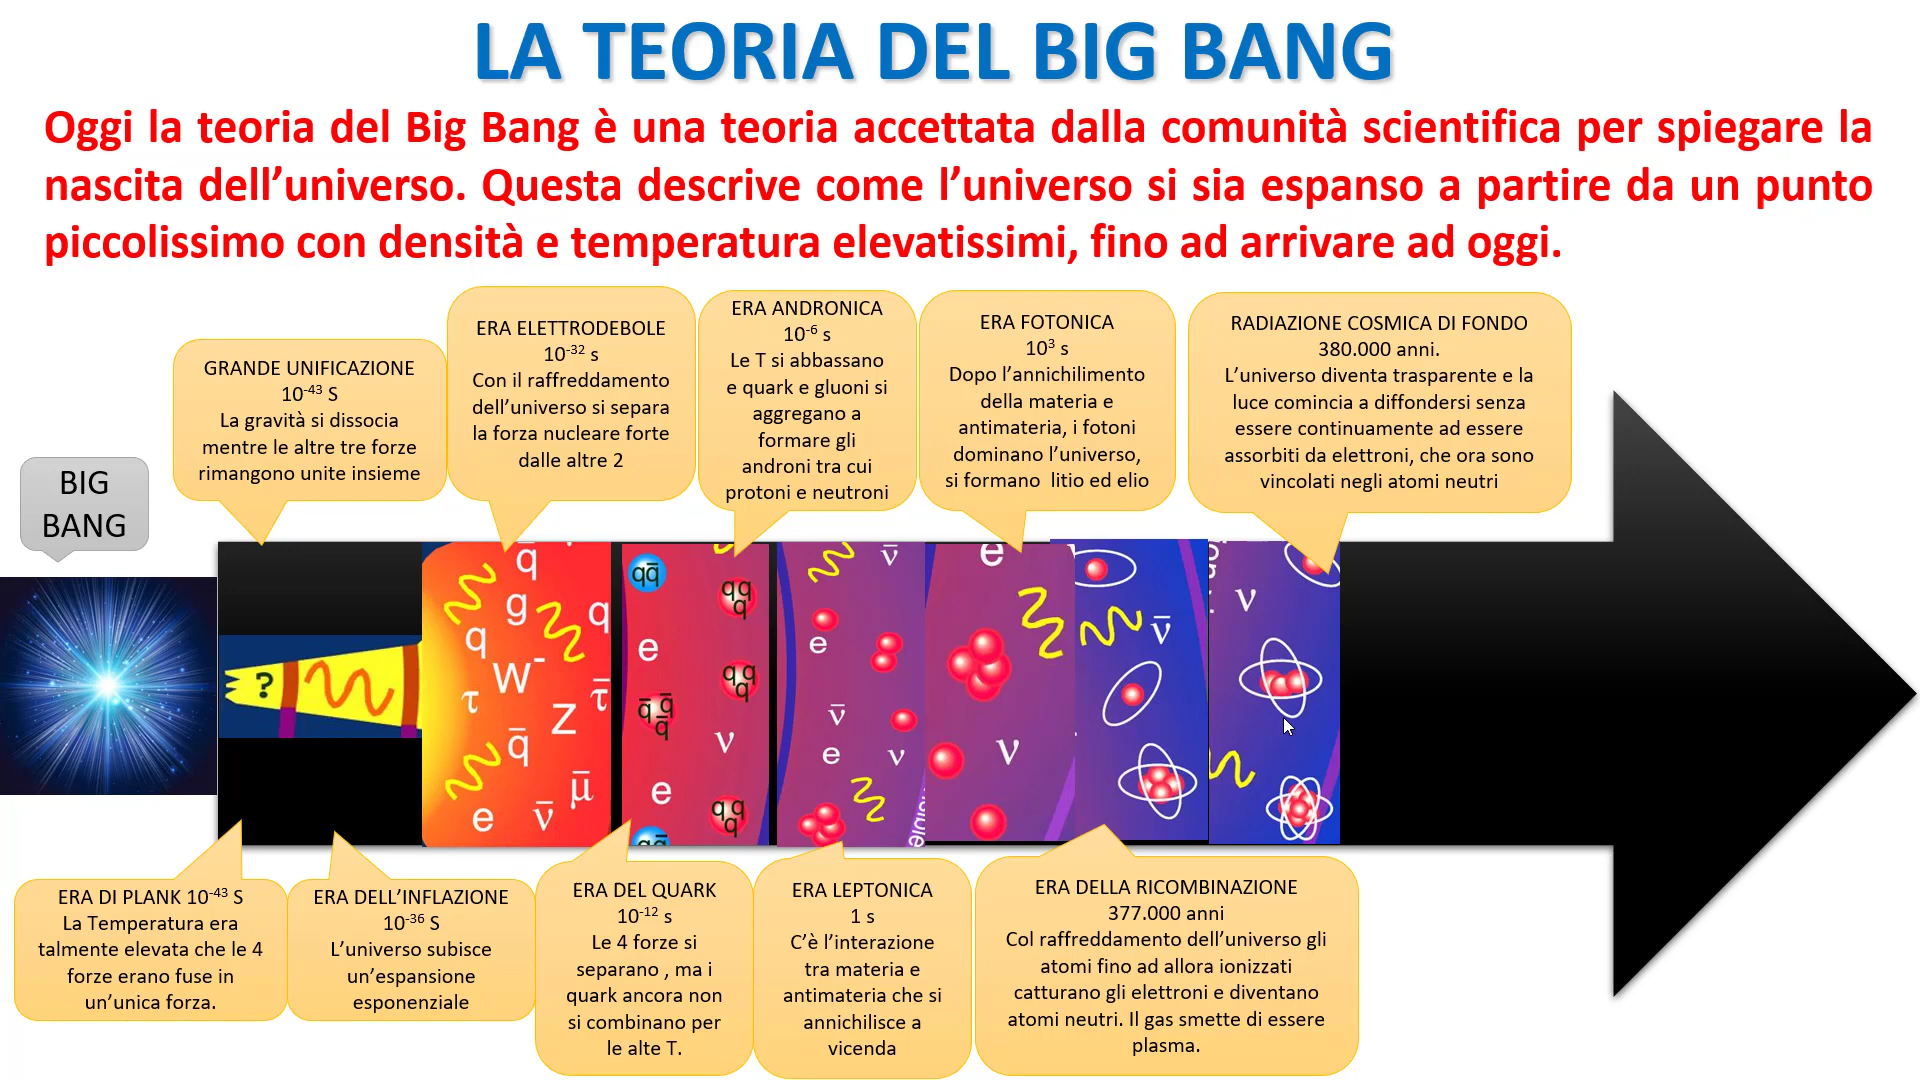 LA TEORIA DEL BIG BANG
Oggi la teoria del Big Bang è una teoria accettata dalla comunità scientifica per spiegare la
nascita dell’universo. Questa descrive come l’universo si sia espanso a partire da un punto
piccolissimo con densità e temperatura elevatissimi, fino ad arrivare ad oggi.
BIG
BANG
GRANDE UNIFICAZIONE
10⁻⁴³ S
La gravità si dissocia
mentre le altre tre forze
rimangono unite insieme
ERA ELETTRODEBOLE
10⁻³² s
Con il raffreddamento
dell’universo si separa
la forza nucleare forte
dalle altre 2
ERA ANDRONICA
10⁻⁶ s
Le T si abbassano
e quark e gluoni si
aggregano a
formare gli
androni tra cui
protoni e neutroni
ERA FOTONICA
10³ s
Dopo l’annichilimento
della materia e
antimateria, i fotoni
dominano l’universo,
si formano  litio ed elio
RADIAZIONE COSMICA DI FONDO
380.000 anni.
L’universo diventa trasparente e la
luce comincia a diffondersi senza
essere continuamente ad essere
assorbiti da elettroni, che ora sono
vincolati negli atomi neutri
?
q̄
g
q
q
W⁻
τ
τ̄
Z
q̄
μ̄
e
ν̄
qq̄
qq
q
e
qq
q
q̄q̄
q̄
ν
e
qq
q
qq̄
ν̄
e
ν̄
e
ν
e
ν
ν̄
ν
ERA DI PLANK 10⁻⁴³ S
La Temperatura era
talmente elevata che le 4
forze erano fuse in
un’unica forza.
ERA DELL’INFLAZIONE
10⁻³⁶ S
L’universo subisce
un’espansione
esponenziale
ERA DEL QUARK
10⁻¹² s
Le 4 forze si
separano , ma i
quark ancora non
si combinano per
le alte T.
ERA LEPTONICA
1 s
C’è l’interazione
tra materia e
antimateria che si
annichilisce a
vicenda
ERA DELLA RICOMBINAZIONE
377.000 anni
Col raffreddamento dell’universo gli
atomi fino ad allora ionizzati
catturano gli elettroni e diventano
atomi neutri. Il gas smette di essere
plasma.